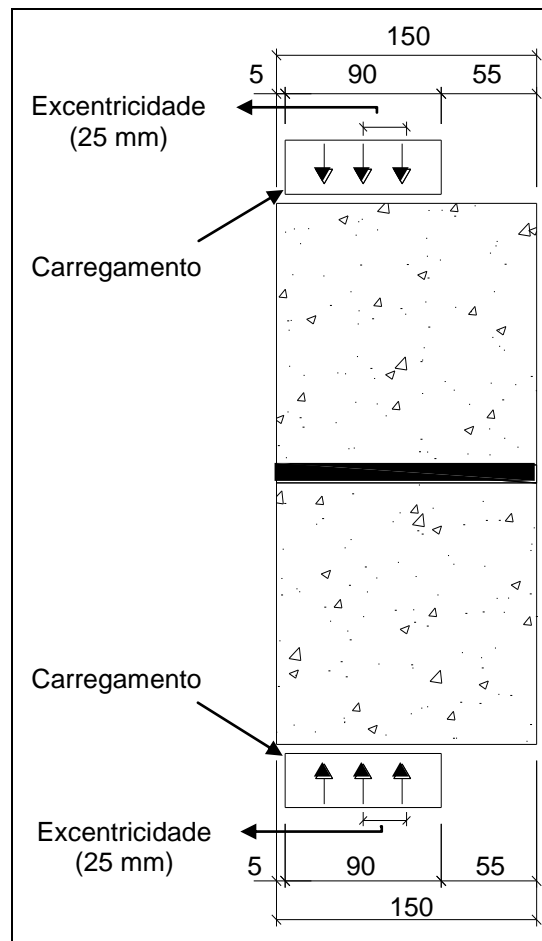 150
5 90 55
Excentricidade
(25 mm)
Carregamento
Carregamento
Excentricidade
(25 mm)
5 90 55
150